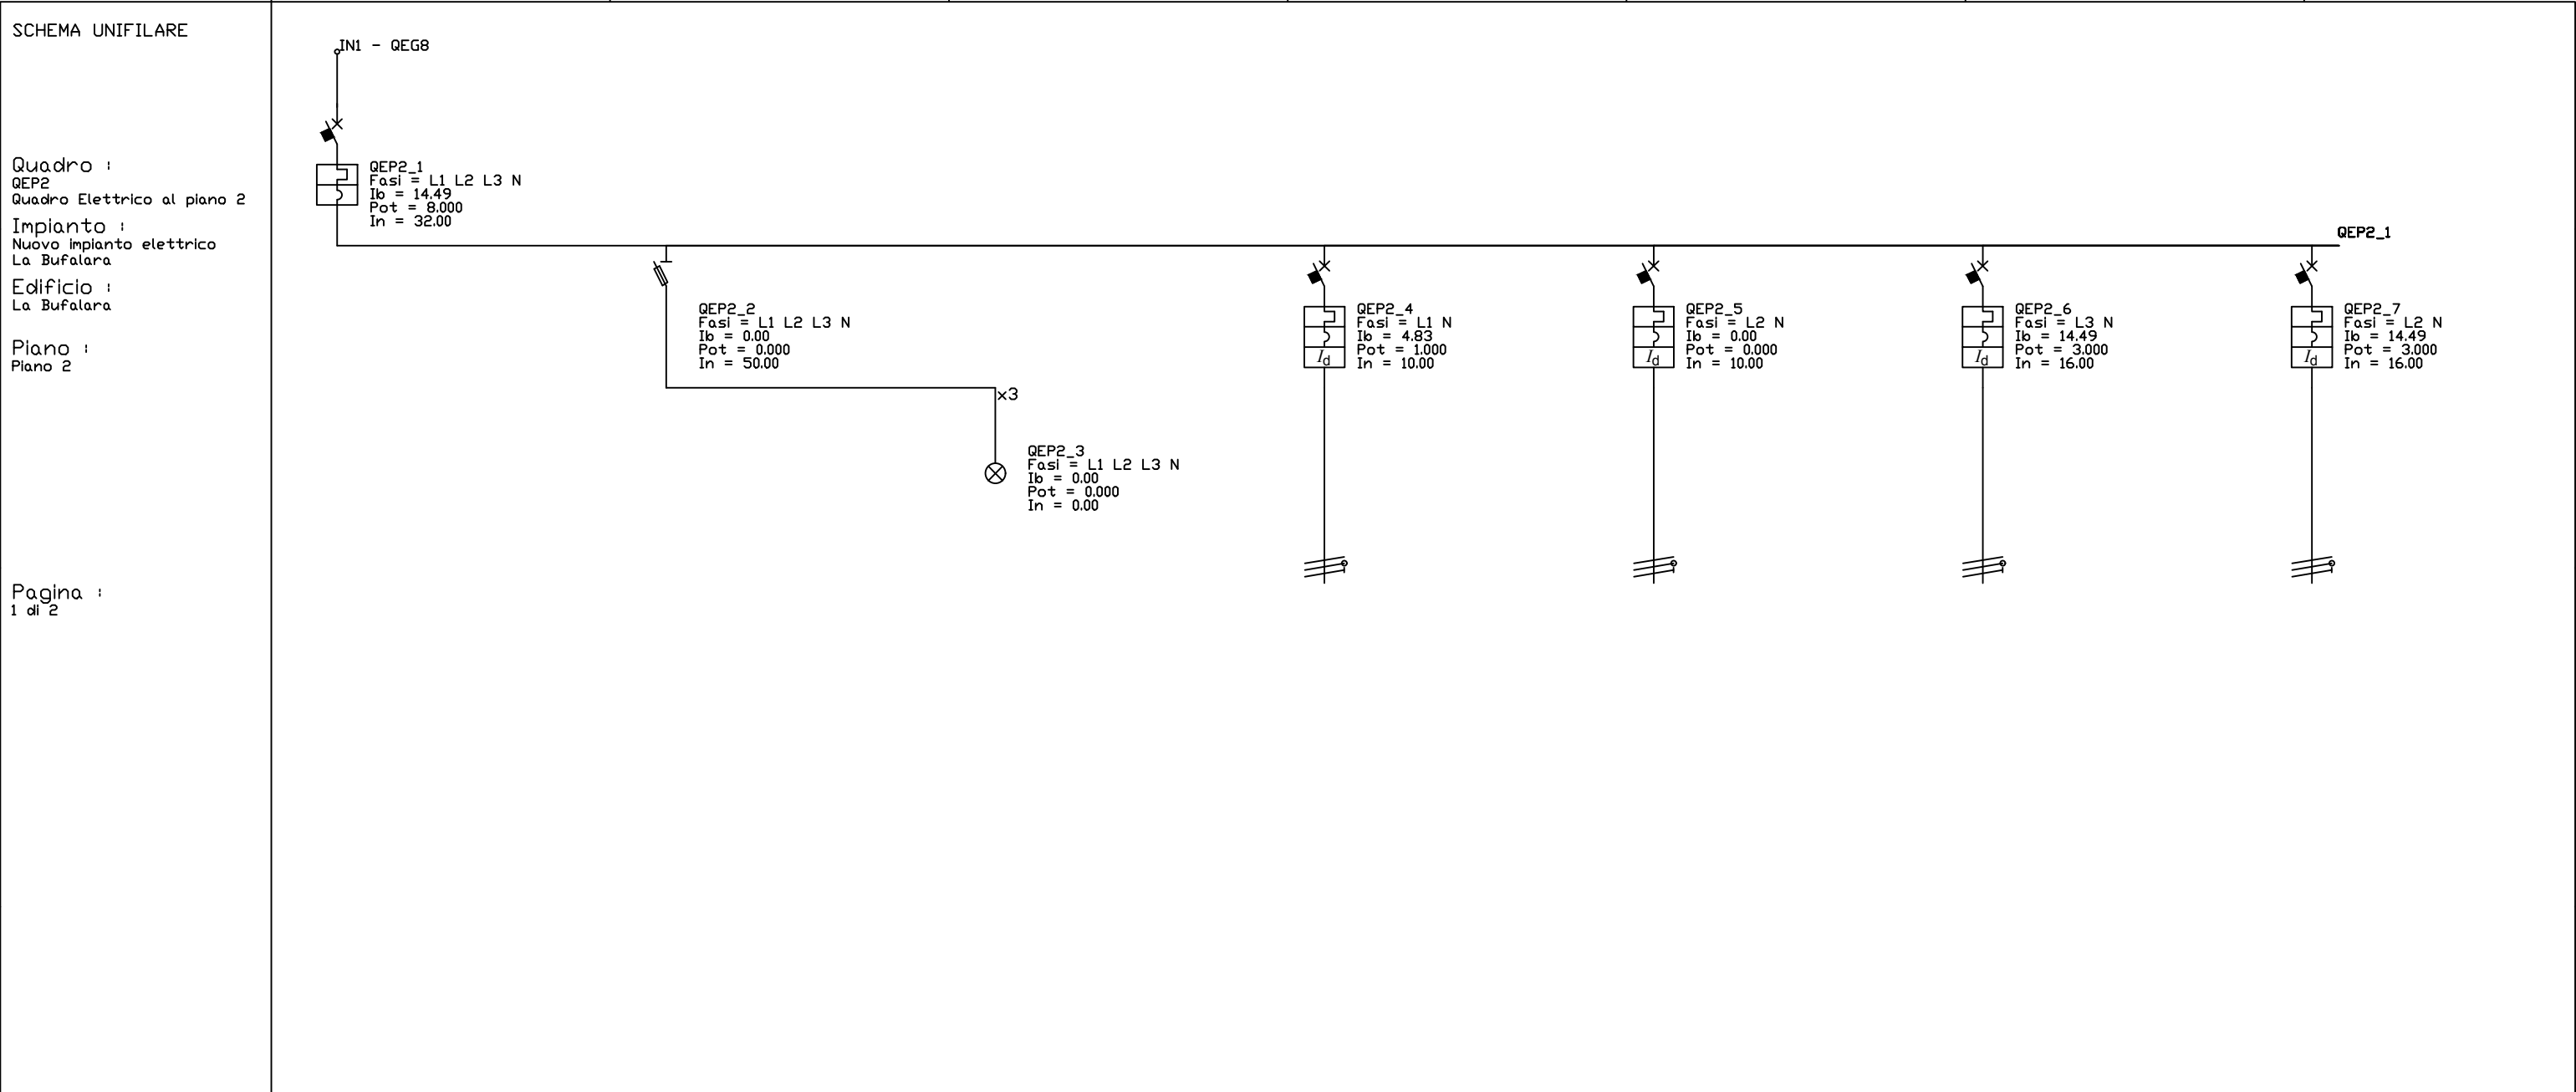 SCHEMA UNIFILARE
Quadro :
QEP2
Quadro Elettrico al piano 2
Impianto :
Nuovo impianto elettrico
La Bufalara
Edificio :
La Bufalara
Piano :
Piano 2
Pagina :
1 di 2
IN1 - QEG8
QEP2_1
Fasi = L1 L2 L3 N
Ib = 14.49
Pot = 8.000
In = 32.00
QEP2_1
QEP2_2
Fasi = L1 L2 L3 N
Ib = 0.00
Pot = 0.000
In = 50.00
x3
QEP2_3
Fasi = L1 L2 L3 N
Ib = 0.00
Pot = 0.000
In = 0.00
QEP2_4
Fasi = L1 N
Ib = 4.83
Pot = 1.000
In = 10.00
Id
QEP2_5
Fasi = L2 N
Ib = 0.00
Pot = 0.000
In = 10.00
Id
QEP2_6
Fasi = L3 N
Ib = 14.49
Pot = 3.000
In = 16.00
Id
QEP2_7
Fasi = L2 N
Ib = 14.49
Pot = 3.000
In = 16.00
Id